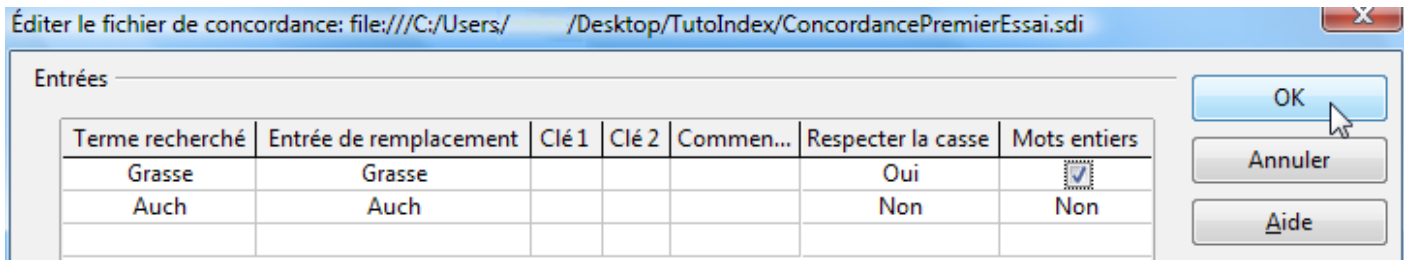 Éditer le fichier de concordance: file:///C:/Users/ /Desktop/TutoIndex/ConcordancePremierEssai.sdi
Entrées
OK
Terme recherché Entrée de remplacement Clé 1 Clé 2 Commen... Respecter la casse Mots entiers
Grasse Grasse Oui
Annuler
Auch Auch Non Non
Aide